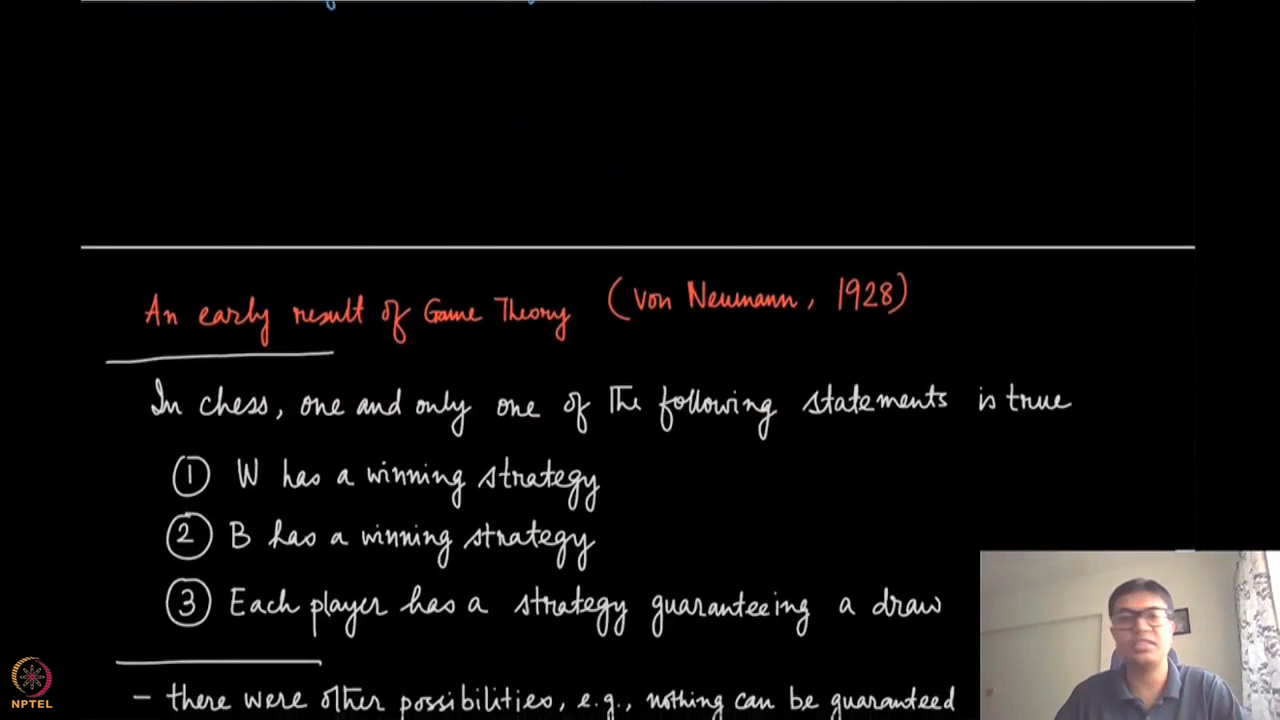 An early result of Game Theory (Von Neumann, 1928)
In chess, one and only one of the following statements is true
① W has a winning strategy
② B has a winning strategy
③ Each player has a strategy guaranteeing a draw
– there were other possibilities, e.g., nothing can be guaranteed
NPTEL